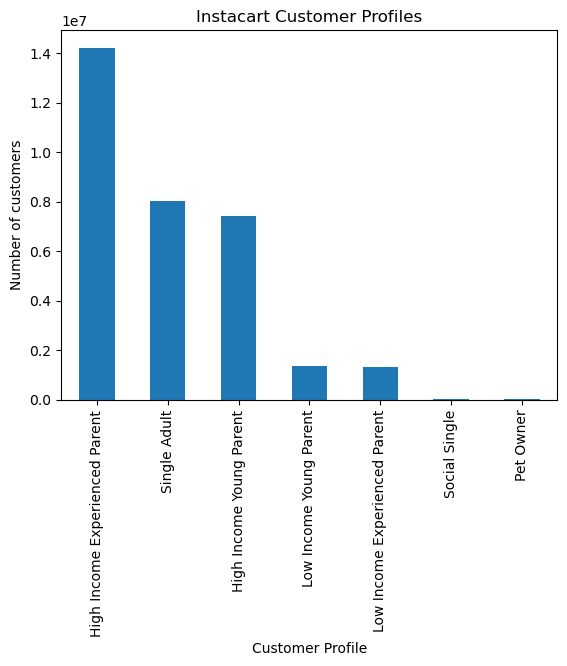 Instacart Customer Profiles
1e7
1.4
1.2
1.0
0.8
0.6
0.4
0.2
0.0
Number of customers
High Income Experienced Parent
Single Adult
High Income Young Parent
Low Income Young Parent
Low Income Experienced Parent
Social Single
Pet Owner
Customer Profile